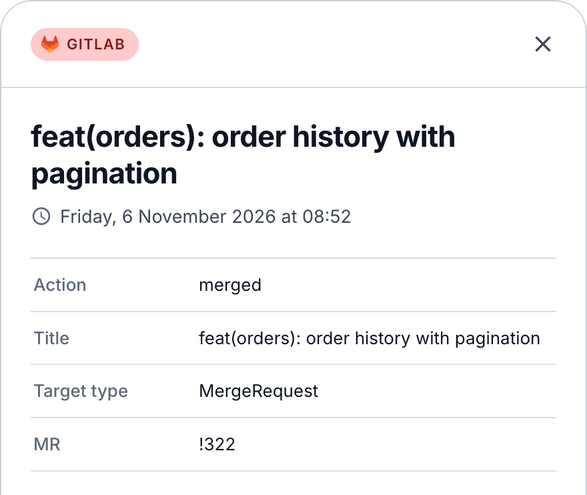 GITLAB
feat(orders): order history with
pagination
Friday, 6 November 2026 at 08:52
Action merged
Title feat(orders): order history with pagination
Target type MergeRequest
MR !322